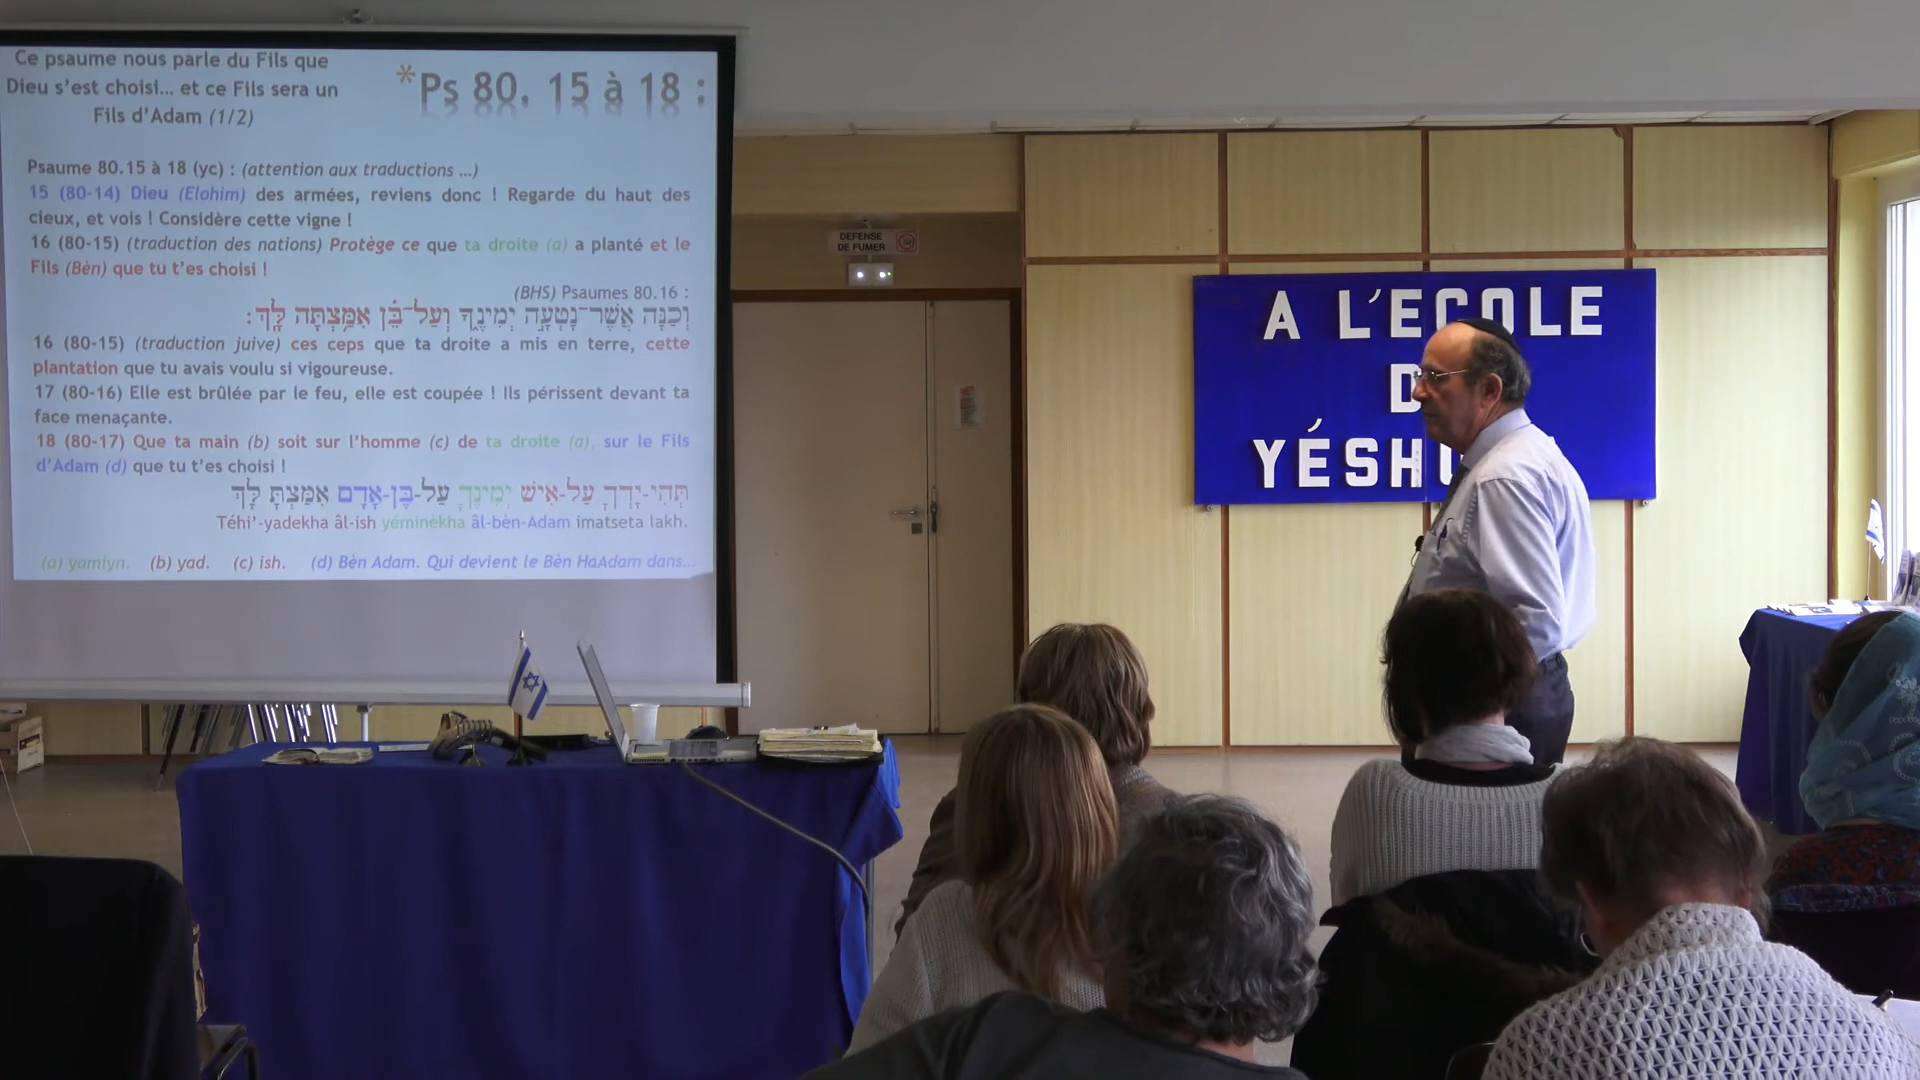 Ce psaume nous parle du Fils que
Dieu s'est choisi... et ce Fils sera un
Fils d'Adam (1/2)
*Ps 80. 15 à 18 :
Psaume 80.15 à 18 (yc) : (attention aux traductions ...)
15 (80-14) Dieu (Elohim) des armées, reviens donc ! Regarde du haut des
cieux, et vois ! Considère cette vigne !
16 (80-15) (traduction des nations) Protège ce que ta droite (a) a planté et le
Fils (Bèn) que tu t'es choisi !
(BHS) Psaumes 80.16 :
וְכַנָּה אֲשֶׁר־נָטְעָה יְמִינֶךָ וְעַל־בֵּן אִמַּצְתָּה לָּךְ׃
16 (80-15) (traduction juive) ces ceps que ta droite a mis en terre, cette
plantation que tu avais voulu si vigoureuse.
17 (80-16) Elle est brûlée par le feu, elle est coupée ! Ils périssent devant ta
face menaçante.
18 (80-17) Que ta main (b) soit sur l'homme (c) de ta droite (a), sur le Fils
d'Adam (d) que tu t'es choisi !
תְּהִי-יָדְךָ עַל-אִישׁ יְמִינֶךָ עַל-בֶּן-אָדָם אִמַּצְתָּ לָּךְ
Téhi'-yadekha âl-ish yéminèkha âl-bèn-Adam imatseta lakh.
(a) yamiyn. (b) yad. (c) ish. (d) Bèn Adam. Qui devient le Bèn HaAdam dans...
DEFENSE
DE FUMER
A L'ECOLE
YÉSH